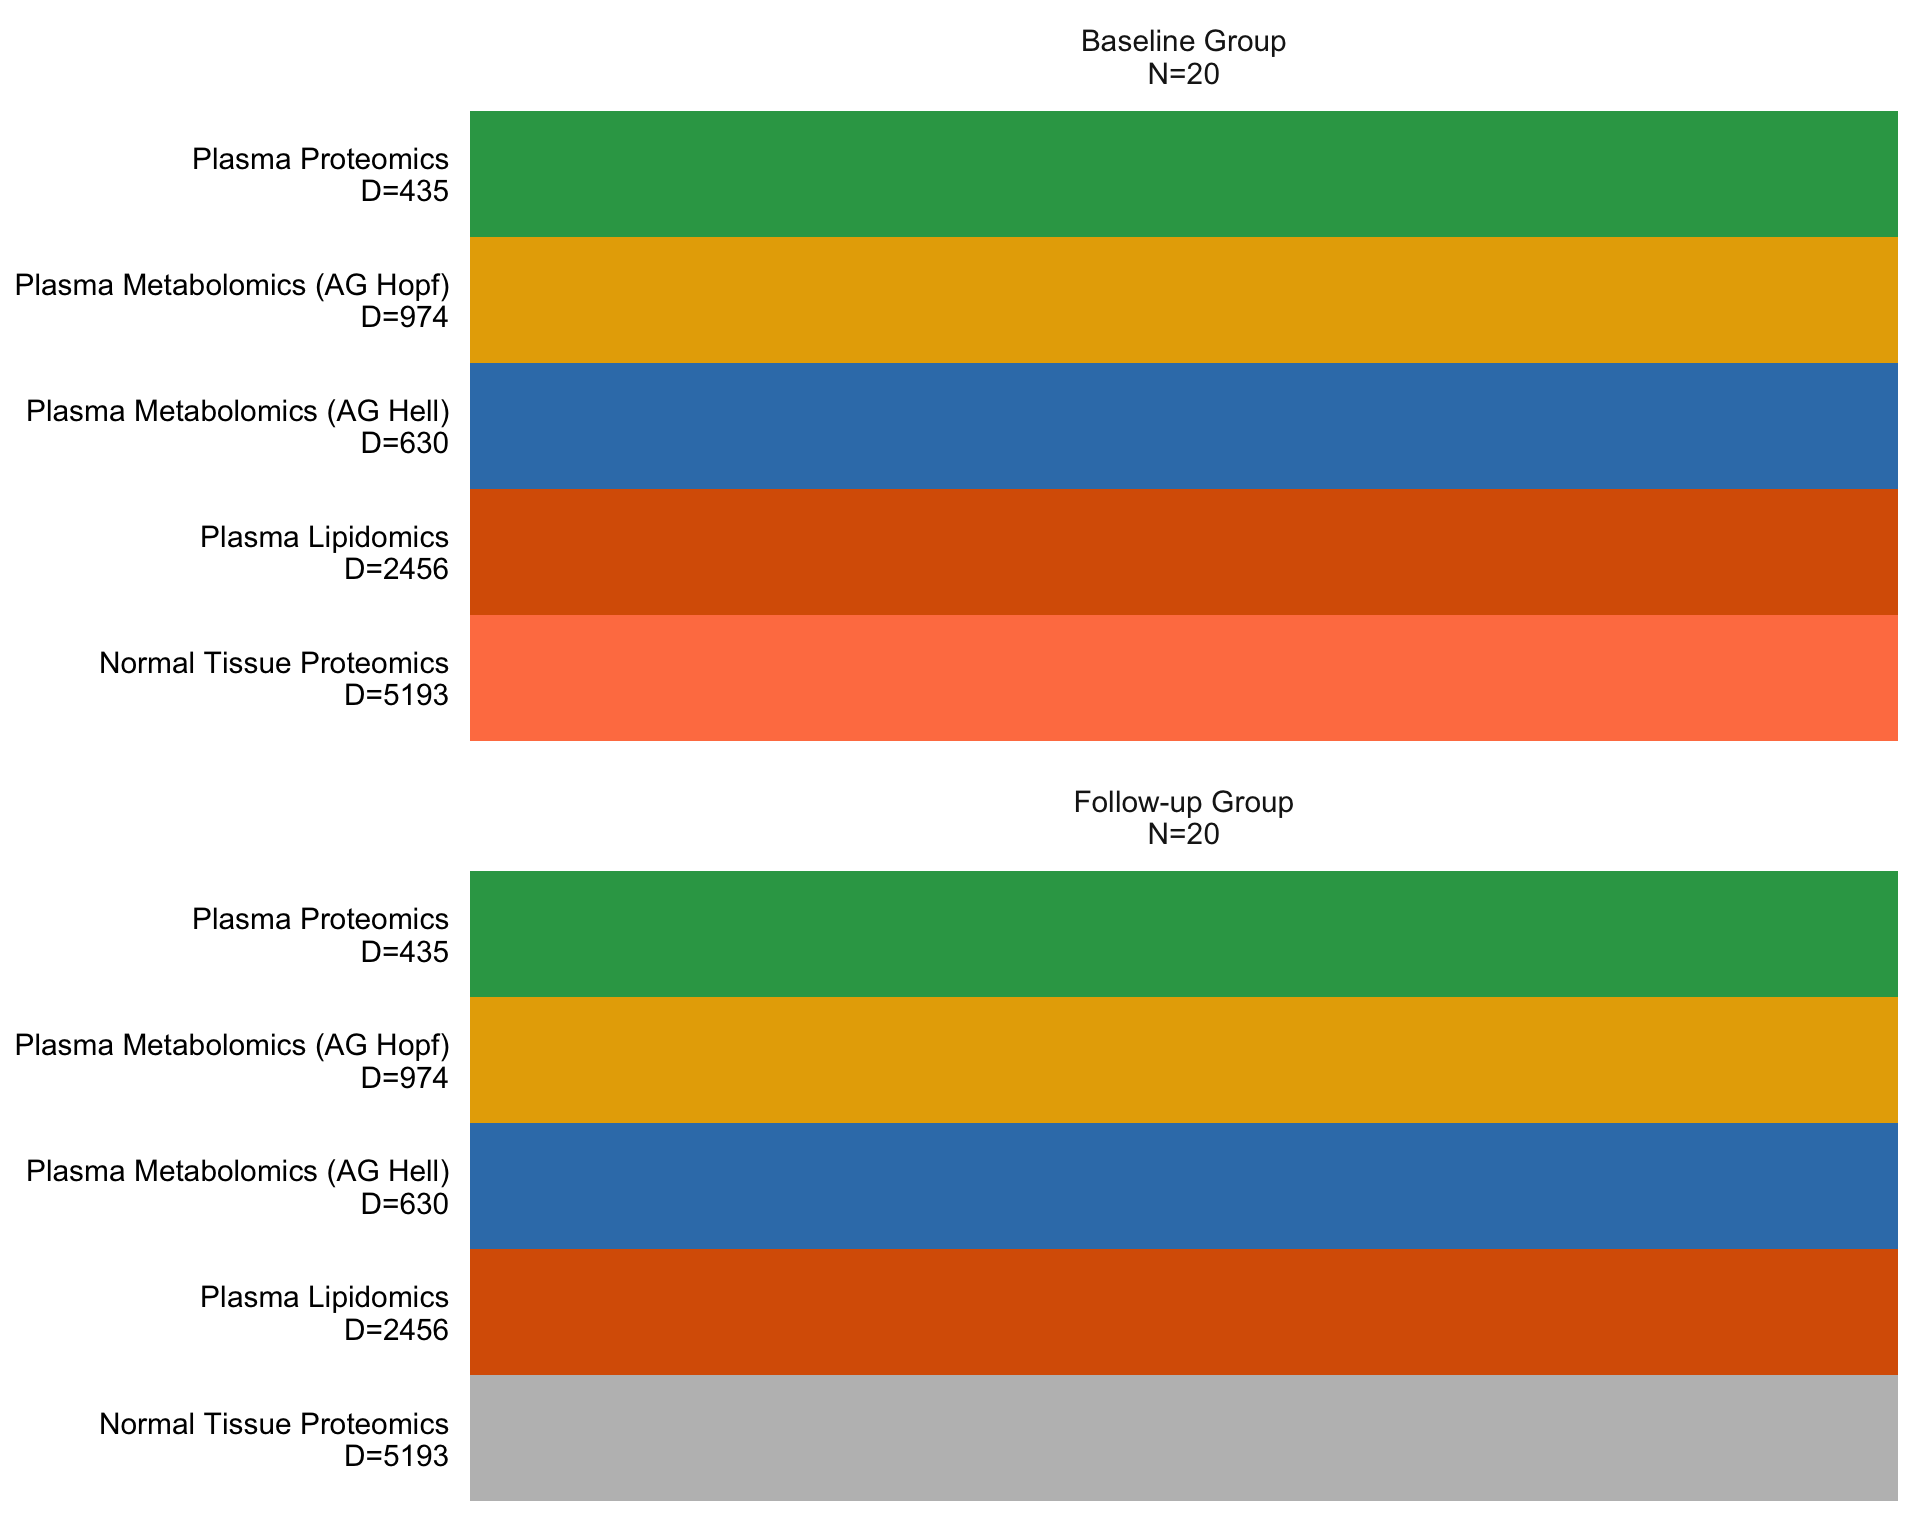 Baseline Group
N=20
Plasma Proteomics
D=435
Plasma Metabolomics (AG Hopf)
D=974
Plasma Metabolomics (AG Hell)
D=630
Plasma Lipidomics
D=2456
Normal Tissue Proteomics
D=5193
Follow-up Group
N=20
Plasma Proteomics
D=435
Plasma Metabolomics (AG Hopf)
D=974
Plasma Metabolomics (AG Hell)
D=630
Plasma Lipidomics
D=2456
Normal Tissue Proteomics
D=5193